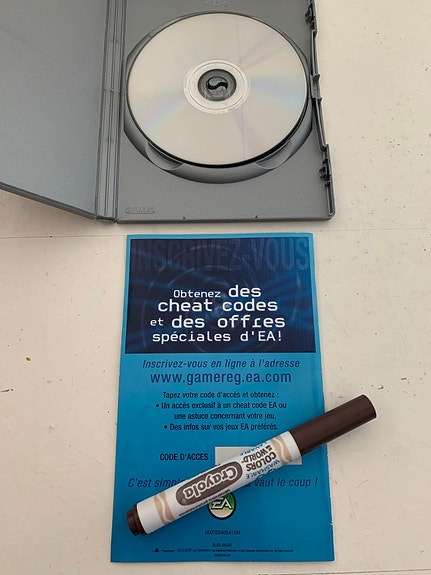 INSCRIVEZ-VOUS
Obtenez des
cheat codes
et des offres
spéciales d'EA!
Inscrivez-vous en ligne à l'adresse
www.gamereg.ea.com
Tapez votre code d'accès et obtenez :
• Un accès exclusif à un cheat code EA ou
une astuce concernant votre jeu,
• Des infos sur vos jeux EA préférés.
CODE D'ACCES
COLORS
OF THE
WORLD
WASHABLE
Crayola
C'est simple vaut le coup !
EA